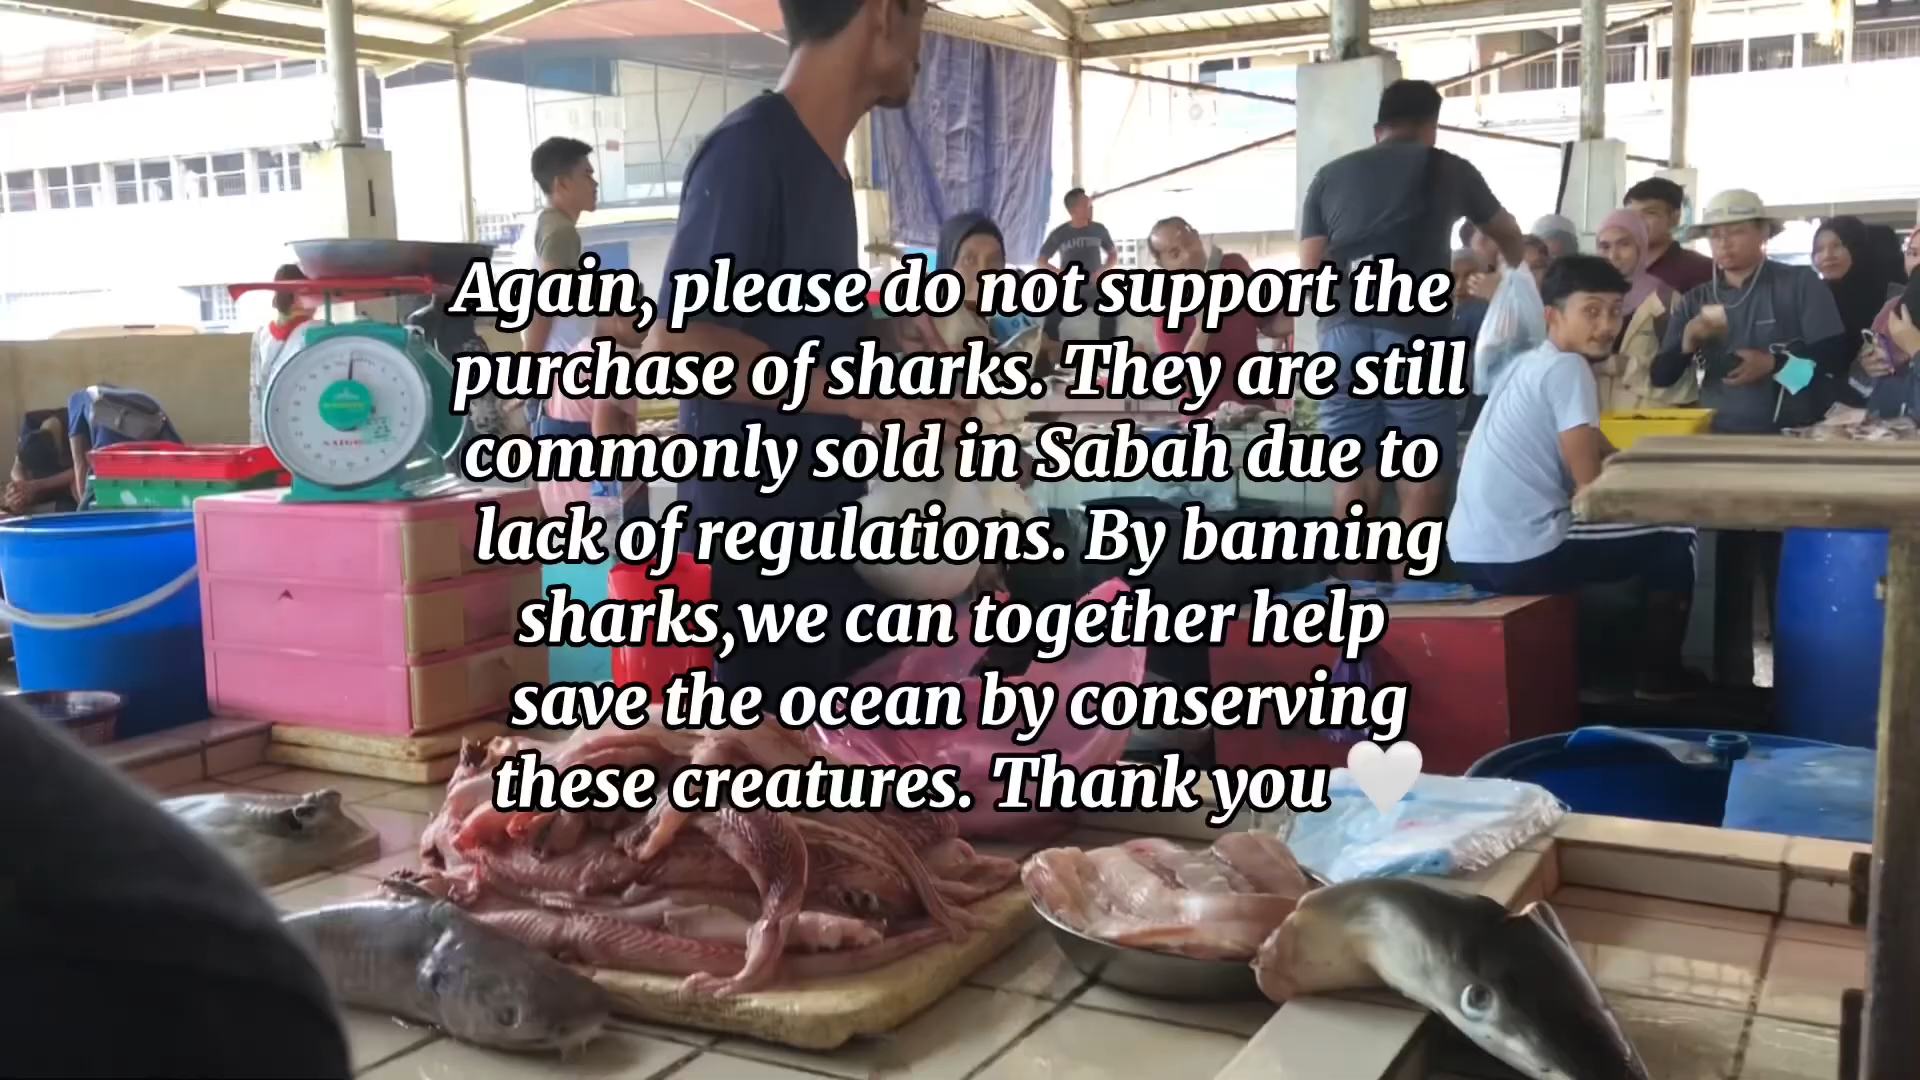 Again, please do not support the
purchase of sharks. They are still
commonly sold in Sabah due to
lack of regulations. By banning
sharks,we can together help
save the ocean by conserving
these creatures. Thank you 🤍